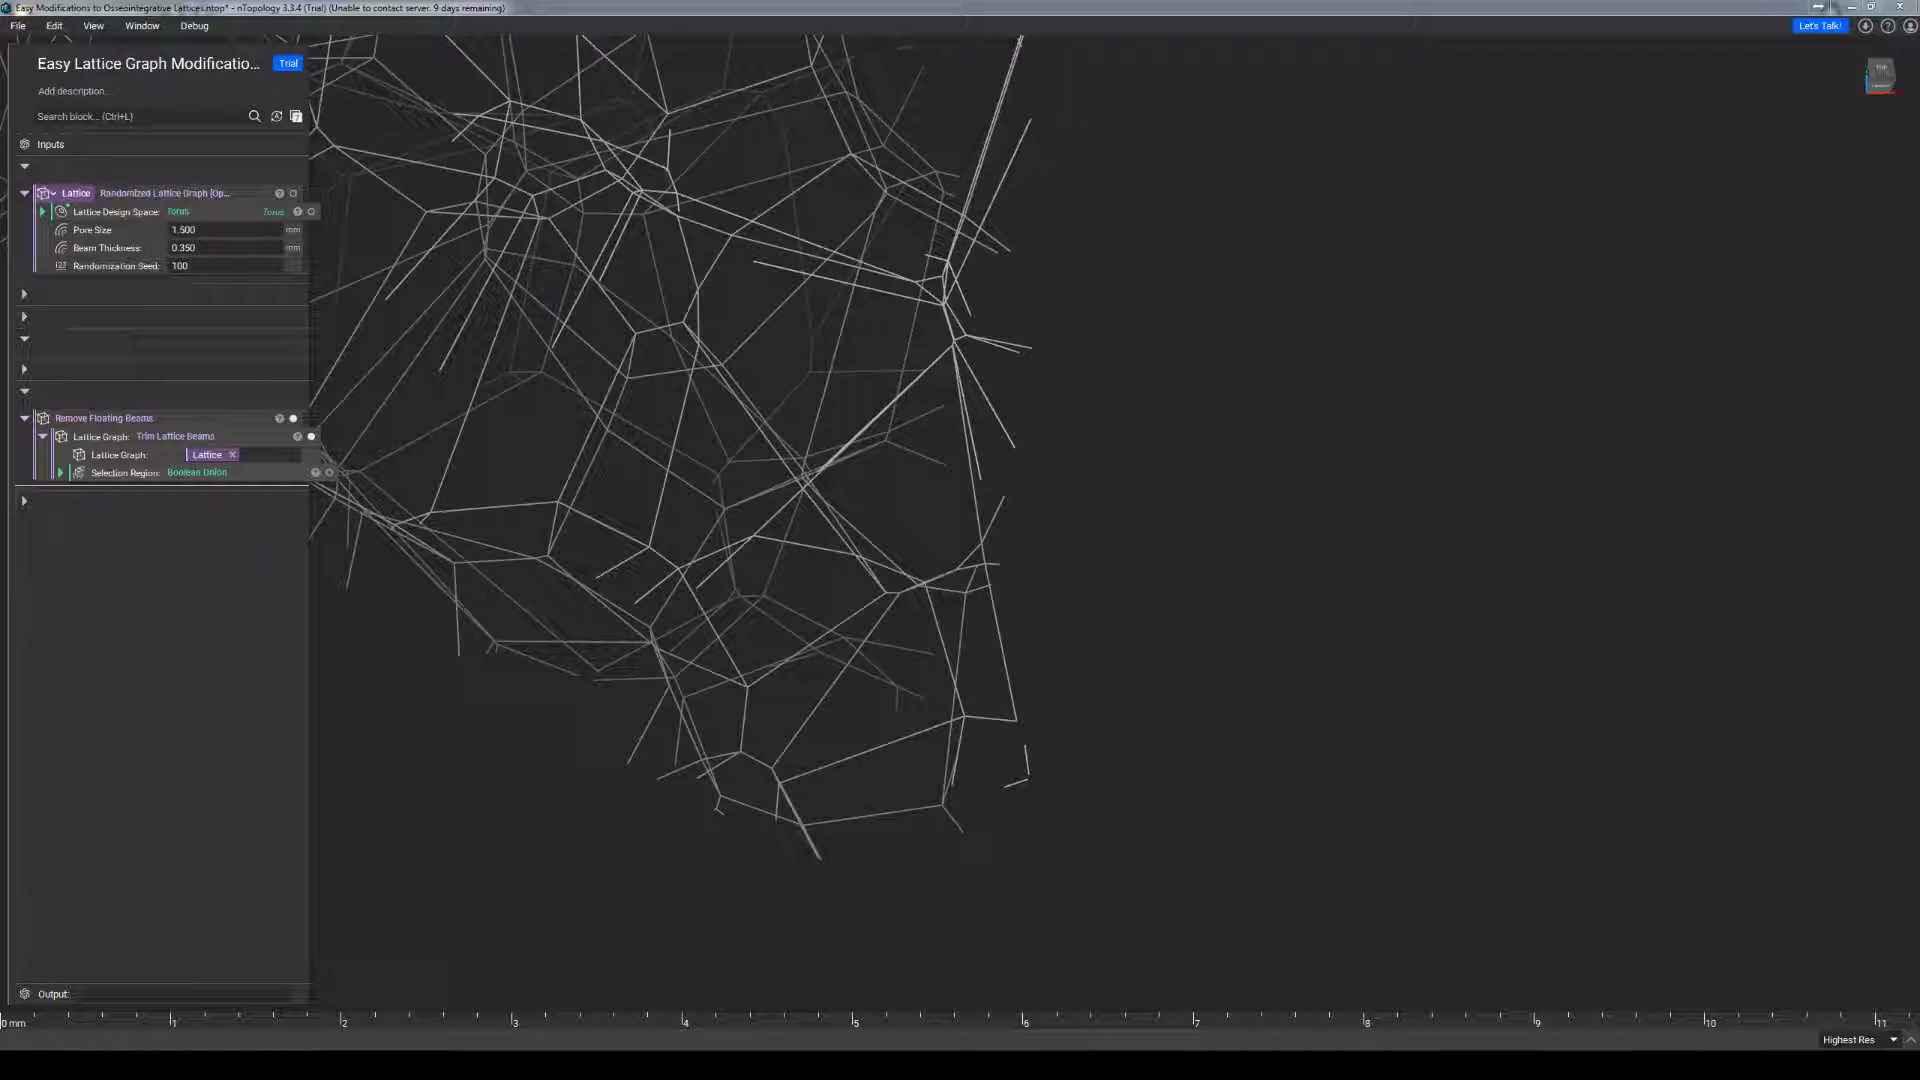 Easy Modifications to Osseointegrative Lattices.ntop* - nTopology 3.3.4 (Trial) (Unable to contact server. 9 days remaining)
File Edit View Window Debug
Let's Talk!
Easy Lattice Graph Modificatio... Trial
Add description...
Search block... (Ctrl+L)
Inputs
Lattice Randomized Lattice Graph [Op...
Lattice Design Space: Torus Torus
Pore Size 1.500 mm
Beam Thickness: 0.350 mm
Randomization Seed: 100
Remove Floating Beams
Lattice Graph: Trim Lattice Beams
Lattice Graph: Lattice
Selection Region: Boolean Union
Output:
0 mm 1 2 3 4 5 6 7 8 9 10 11
Highest Res